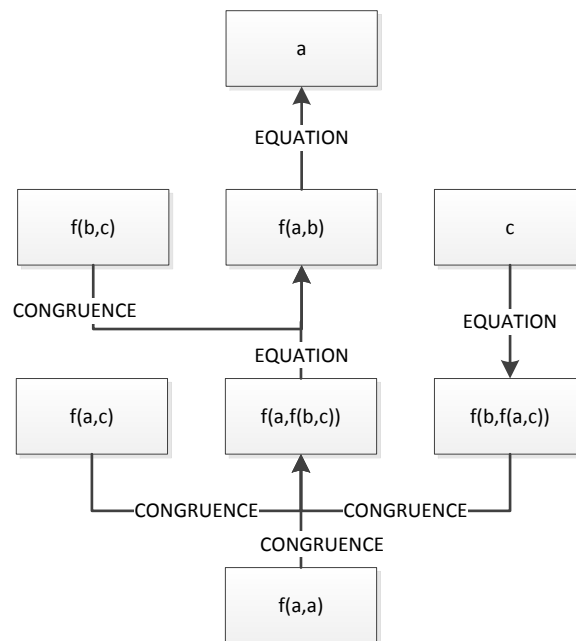 a
EQUATION
f(b,c)
f(a,b)
c
CONGRUENCE
EQUATION
EQUATION
f(a,c)
f(a,f(b,c))
f(b,f(a,c))
CONGRUENCE
CONGRUENCE
CONGRUENCE
f(a,a)